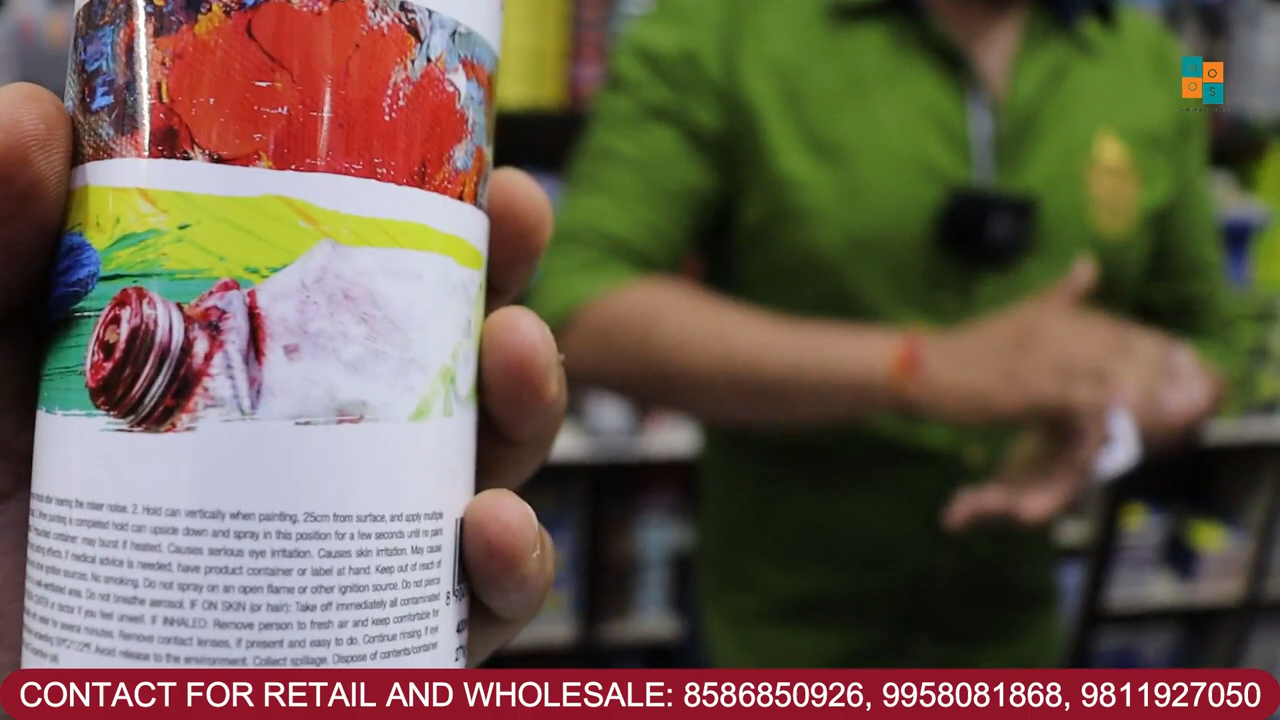 O
O S
after hearing the mixer noise. 2. Hold can vertically when painting, 25cm from surface, and apply multiple
When painting is completed hold can upside down and spray in this position for a few seconds until no paint
container may burst if heated. Causes serious eye irritation. Causes skin irritation. May cause
effects. If medical advice is needed, have product container or label at hand. Keep out of reach of
ignition sources. No smoking. Do not spray on an open flame or other ignition source. Do not pierce
well-ventilated area. Do not breathe aerosol. IF ON SKIN (or hair): Take off immediately all contaminated
or doctor if you feel unwell. IF INHALED: Remove person to fresh air and keep comfortable for
water for several minutes. Remove contact lenses, if present and easy to do. Continue rinsing. If eye
Avoid release to the environment. Collect spillage. Dispose of contents/container
8
CONTACT FOR RETAIL AND WHOLESALE: 8586850926, 9958081868, 9811927050